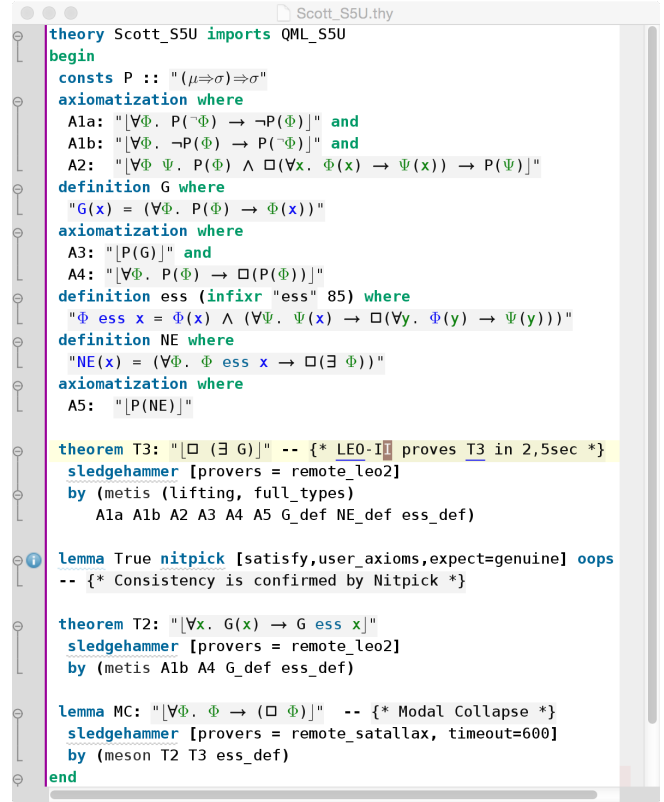 Scott_S5U.thy
theory Scott_S5U imports QML_S5U
begin
consts P :: "(μ⇒σ)⇒σ"
axiomatization where
A1a: "⌊∀Φ. P(¬Φ) → ¬P(Φ)⌋" and
A1b: "⌊∀Φ. ¬P(Φ) → P(¬Φ)⌋" and
A2: "⌊∀Φ Ψ. P(Φ) ∧ □(∀x. Φ(x) → Ψ(x)) → P(Ψ)⌋"
definition G where
"G(x) = (∀Φ. P(Φ) → Φ(x))"
axiomatization where
A3: "⌊P(G)⌋" and
A4: "⌊∀Φ. P(Φ) → □(P(Φ))⌋"
definition ess (infixr "ess" 85) where
"Φ ess x = Φ(x) ∧ (∀Ψ. Ψ(x) → □(∀y. Φ(y) → Ψ(y)))"
definition NE where
"NE(x) = (∀Φ. Φ ess x → □(∃ Φ))"
axiomatization where
A5: "⌊P(NE)⌋"
theorem T3: "⌊□ (∃ G)⌋" -- {* LEO-II proves T3 in 2,5sec *}
sledgehammer [provers = remote_leo2]
by (metis (lifting, full_types)
A1a A1b A2 A3 A4 A5 G_def NE_def ess_def)
lemma True nitpick [satisfy,user_axioms,expect=genuine] oops
-- {* Consistency is confirmed by Nitpick *}
theorem T2: "⌊∀x. G(x) → G ess x⌋"
sledgehammer [provers = remote_leo2]
by (metis A1b A4 G_def ess_def)
lemma MC: "⌊∀Φ. Φ → (□ Φ)⌋" -- {* Modal Collapse *}
sledgehammer [provers = remote_satallax, timeout=600]
by (meson T2 T3 ess_def)
end